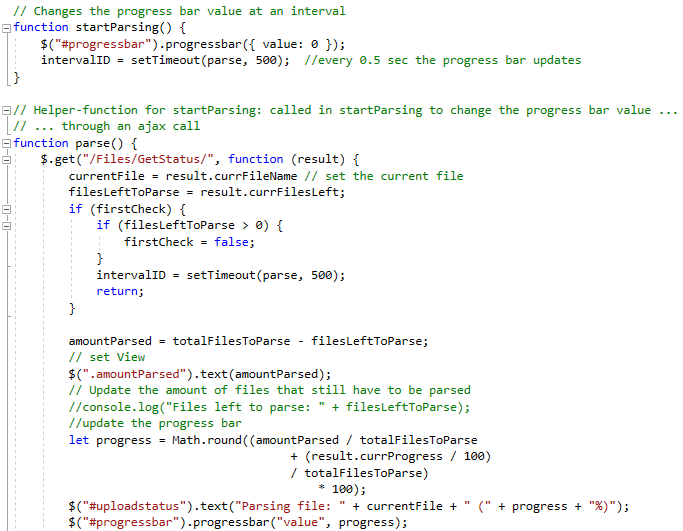 // Changes the progress bar value at an interval
function startParsing() {
    $("#progressbar").progressbar({ value: 0 });
    intervalID = setTimeout(parse, 500);  //every 0.5 sec the progress bar updates
}
// Helper-function for startParsing: called in startParsing to change the progress bar value ...
// ... through an ajax call
function parse() {
    $.get("/Files/GetStatus/", function (result) {
        currentFile = result.currFileName // set the current file
        filesLeftToParse = result.currFilesLeft;
        if (firstCheck) {
            if (filesLeftToParse > 0) {
                firstCheck = false;
            }
            intervalID = setTimeout(parse, 500);
            return;
        }
        amountParsed = totalFilesToParse - filesLeftToParse;
        // set View
        $(".amountParsed").text(amountParsed);
        // Update the amount of files that still have to be parsed
        //console.log("Files left to parse: " + filesLeftToParse);
        //update the progress bar
        let progress = Math.round((amountParsed / totalFilesToParse
                                        + (result.currProgress / 100)
                                        / totalFilesToParse)
                                            * 100);
        $("#uploadstatus").text("Parsing file: " + currentFile + " (" + progress + "%)");
        $("#progressbar").progressbar("value", progress);